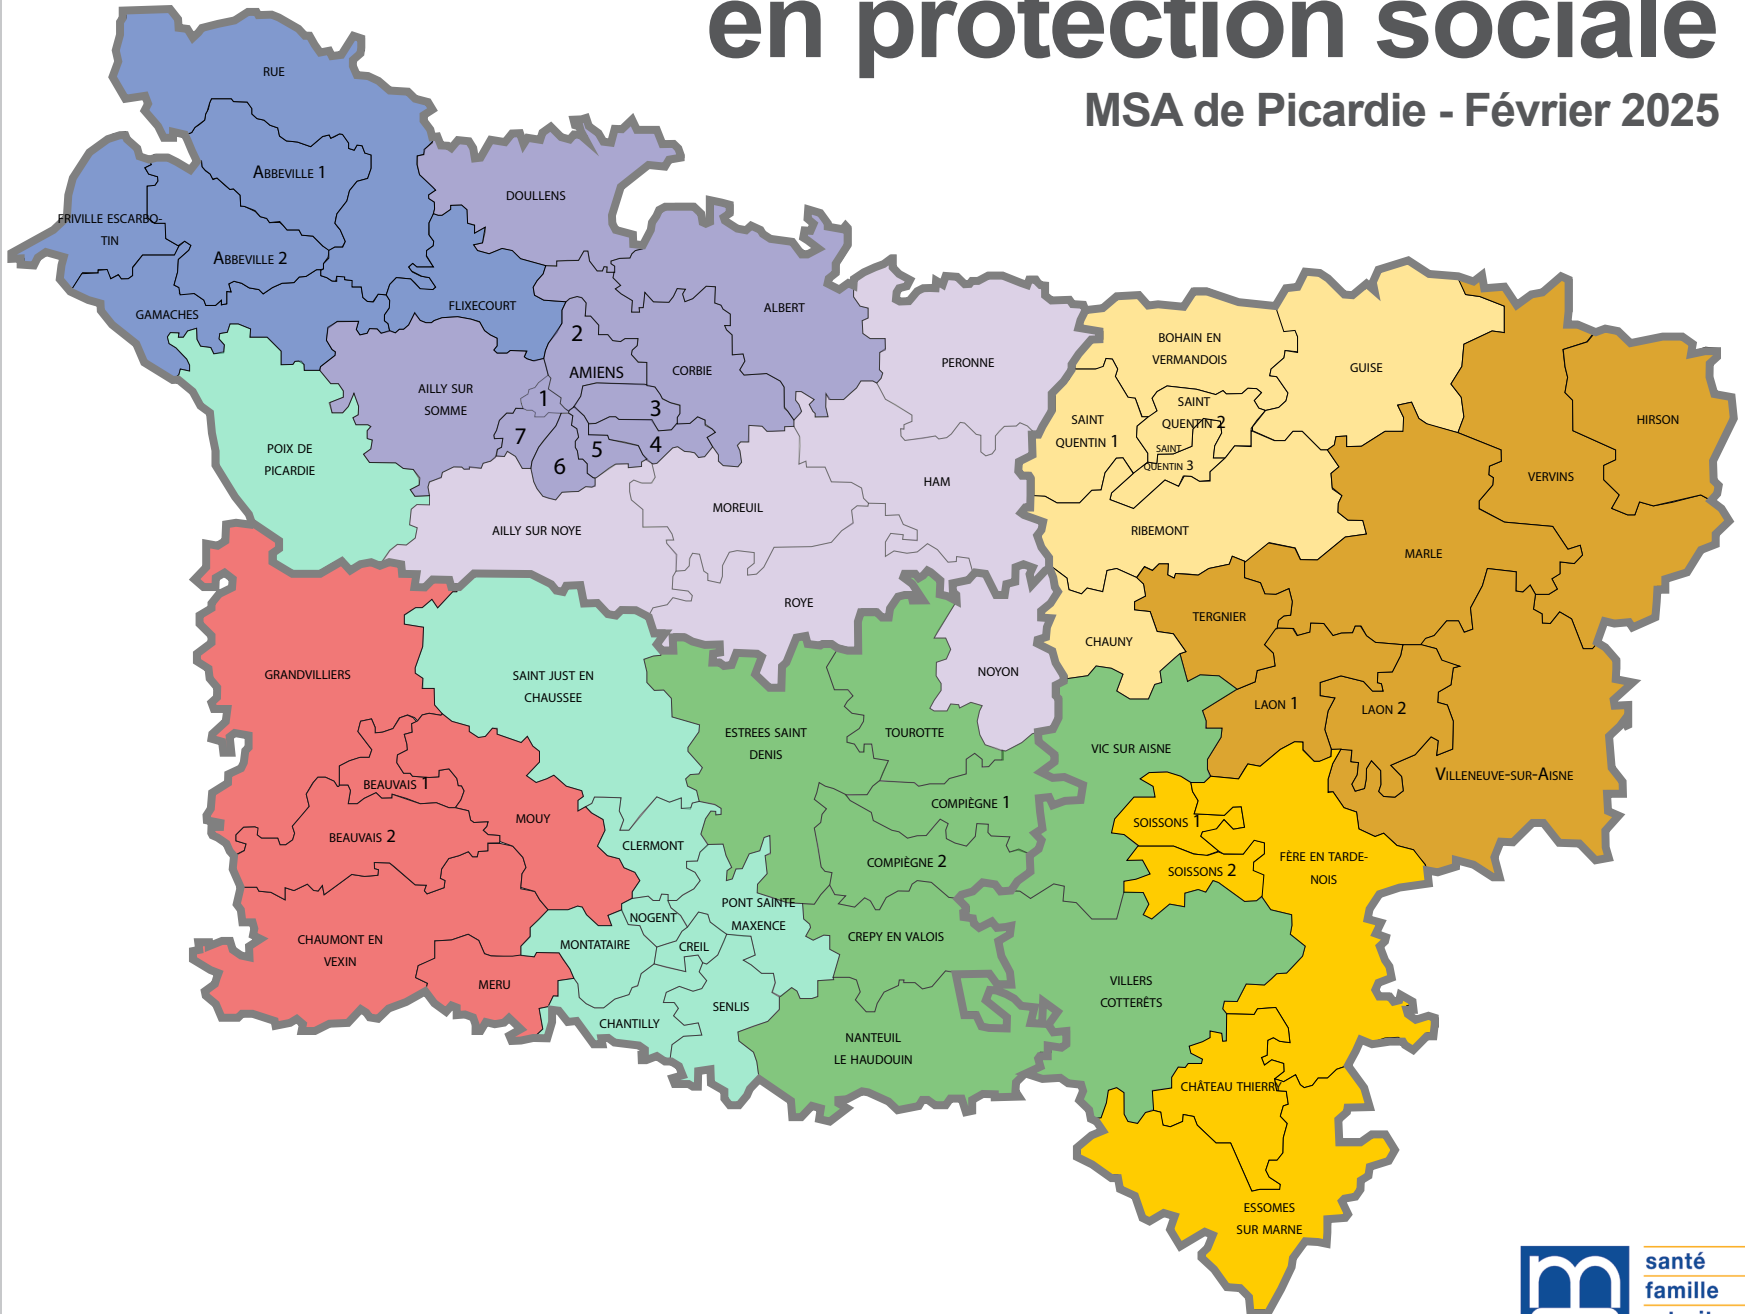 en protection sociale
MSA de Picardie - Février 2025
RUE
ABBEVILLE 1
FRIVILLE ESCARBO-
TIN
ABBEVILLE 2
GAMACHES
DOULLENS
FLIXECOURT
ALBERT
2
AMIENS
CORBIE
1
3
7
5
4
6
AILLY SUR
SOMME
PERONNE
POIX DE
PICARDIE
AILLY SUR NOYE
MOREUIL
HAM
ROYE
NOYON
BOHAIN EN
VERMANDOIS
GUISE
SAINT
QUENTIN 1
SAINT
QUENTIN 2
SAINT
QUENTIN 3
RIBEMONT
CHAUNY
HIRSON
VERVINS
MARLE
TERGNIER
LAON 1
LAON 2
VILLENEUVE-SUR-AISNE
GRANDVILLIERS
SAINT JUST EN
CHAUSSEE
ESTREES SAINT
DENIS
TOUROTTE
VIC SUR AISNE
BEAUVAIS 1
BEAUVAIS 2
MOUY
CLERMONT
COMPIÈGNE 1
COMPIÈGNE 2
SOISSONS 1
SOISSONS 2
FÈRE EN TARDE-
NOIS
CHAUMONT EN
VEXIN
MERU
MONTATAIRE
NOGENT
CREIL
PONT SAINTE
MAXENCE
CREPY EN VALOIS
SENLIS
CHANTILLY
NANTEUIL
LE HAUDOUIN
VILLERS
COTTERÊTS
CHÂTEAU THIERRY
ESSOMES
SUR MARNE
santé
famille